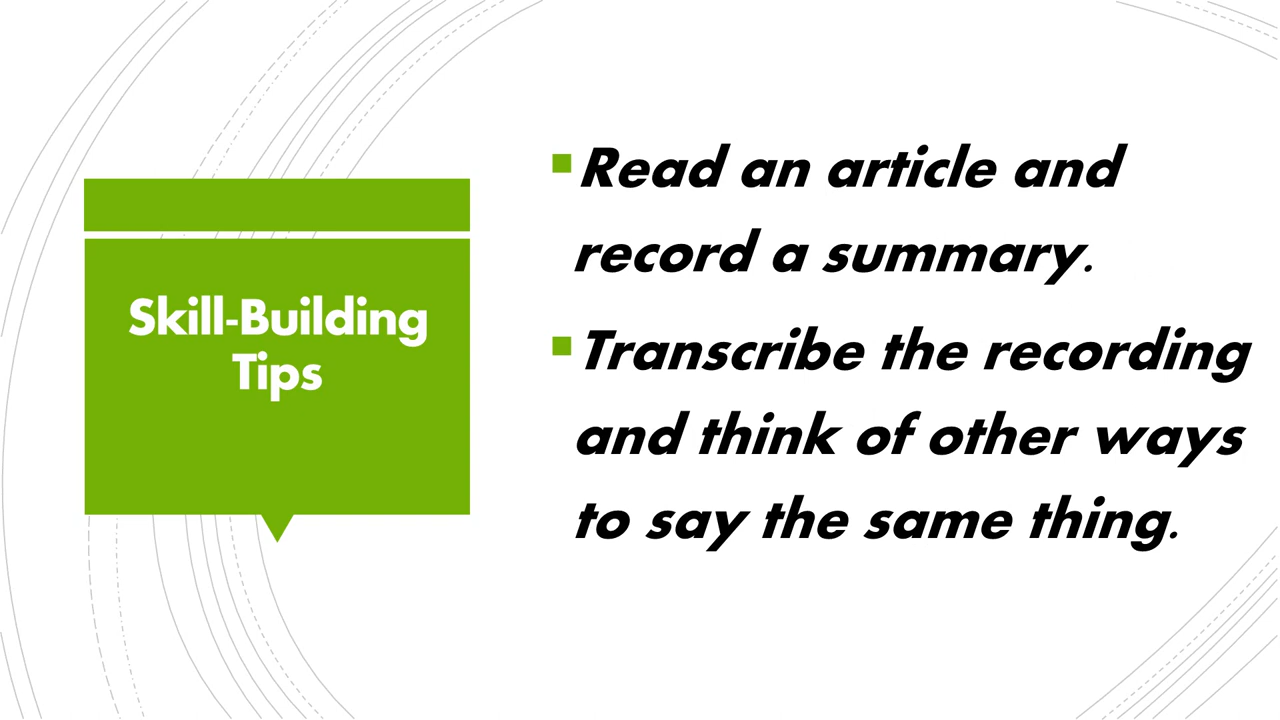 Skill-Building
Tips
Read an article and
record a summary.
Transcribe the recording
and think of other ways
to say the same thing.